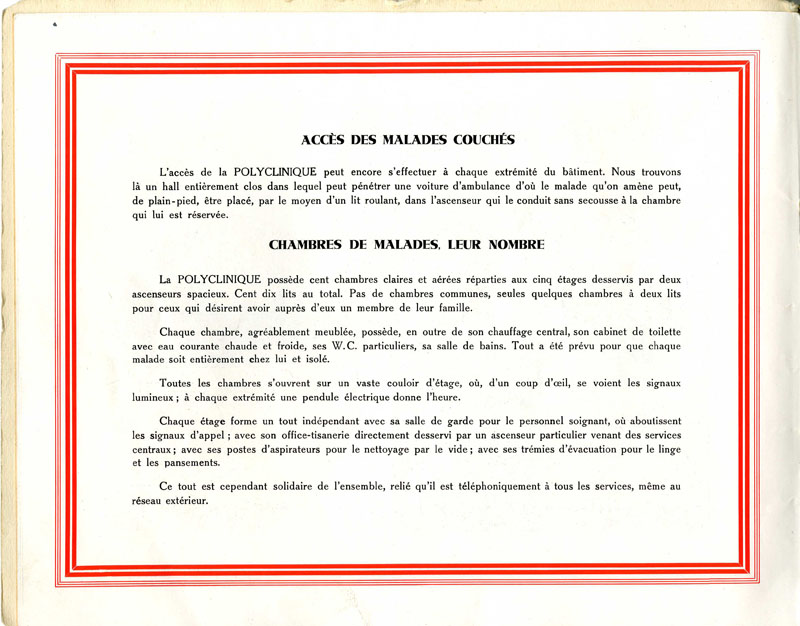 ACCÈS DES MALADES COUCHÉS
L'accès de la POLYCLINIQUE peut encore s'effectuer à chaque extrémité du bâtiment. Nous trouvons
là un hall entièrement clos dans lequel peut pénétrer une voiture d'ambulance d'où le malade qu'on amène peut,
de plain-pied, être placé, par le moyen d'un lit roulant, dans l'ascenseur qui le conduit sans secousse à la chambre
qui lui est réservée.
CHAMBRES DE MALADES, LEUR NOMBRE
La POLYCLINIQUE possède cent chambres claires et aérées réparties aux cinq étages desservis par deux
ascenseurs spacieux. Cent dix lits au total. Pas de chambres communes, seules quelques chambres à deux lits
pour ceux qui désirent avoir auprès d'eux un membre de leur famille.
Chaque chambre, agréablement meublée, possède, en outre de son chauffage central, son cabinet de toilette
avec eau courante chaude et froide, ses W.C. particuliers, sa salle de bains. Tout a été prévu pour que chaque
malade soit entièrement chez lui et isolé.
Toutes les chambres s'ouvrent sur un vaste couloir d'étage, où, d'un coup d'œil, se voient les signaux
lumineux ; à chaque extrémité une pendule électrique donne l'heure.
Chaque étage forme un tout indépendant avec sa salle de garde pour le personnel soignant, où aboutissent
les signaux d'appel ; avec son office-tisanerie directement desservi par un ascenseur particulier venant des services
centraux ; avec ses postes d'aspirateurs pour le nettoyage par le vide ; avec ses trémies d'évacuation pour le linge
et les pansements.
Ce tout est cependant solidaire de l'ensemble, relié qu'il est téléphoniquement à tous les services, même au
réseau extérieur.